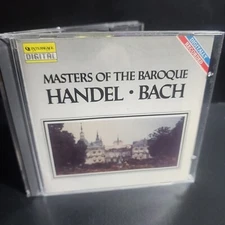 DIGITAL
MASTERS OF THE BAROQUE
HANDEL · BACH